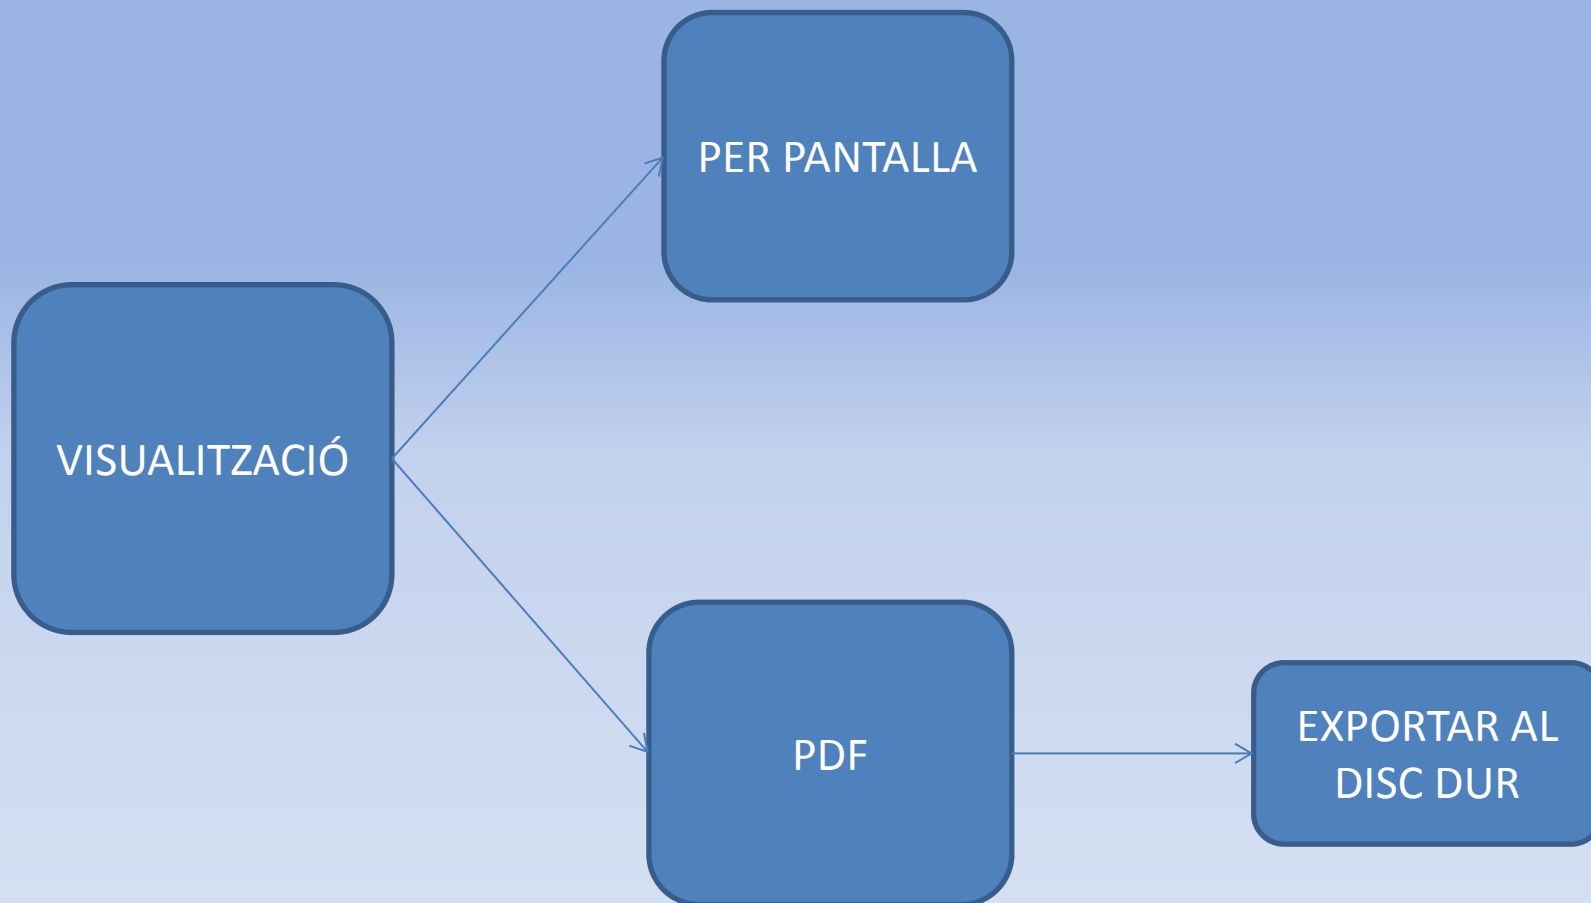 PER PANTALLA
VISUALITZACIÓ
PDF
EXPORTAR AL
DISC DUR